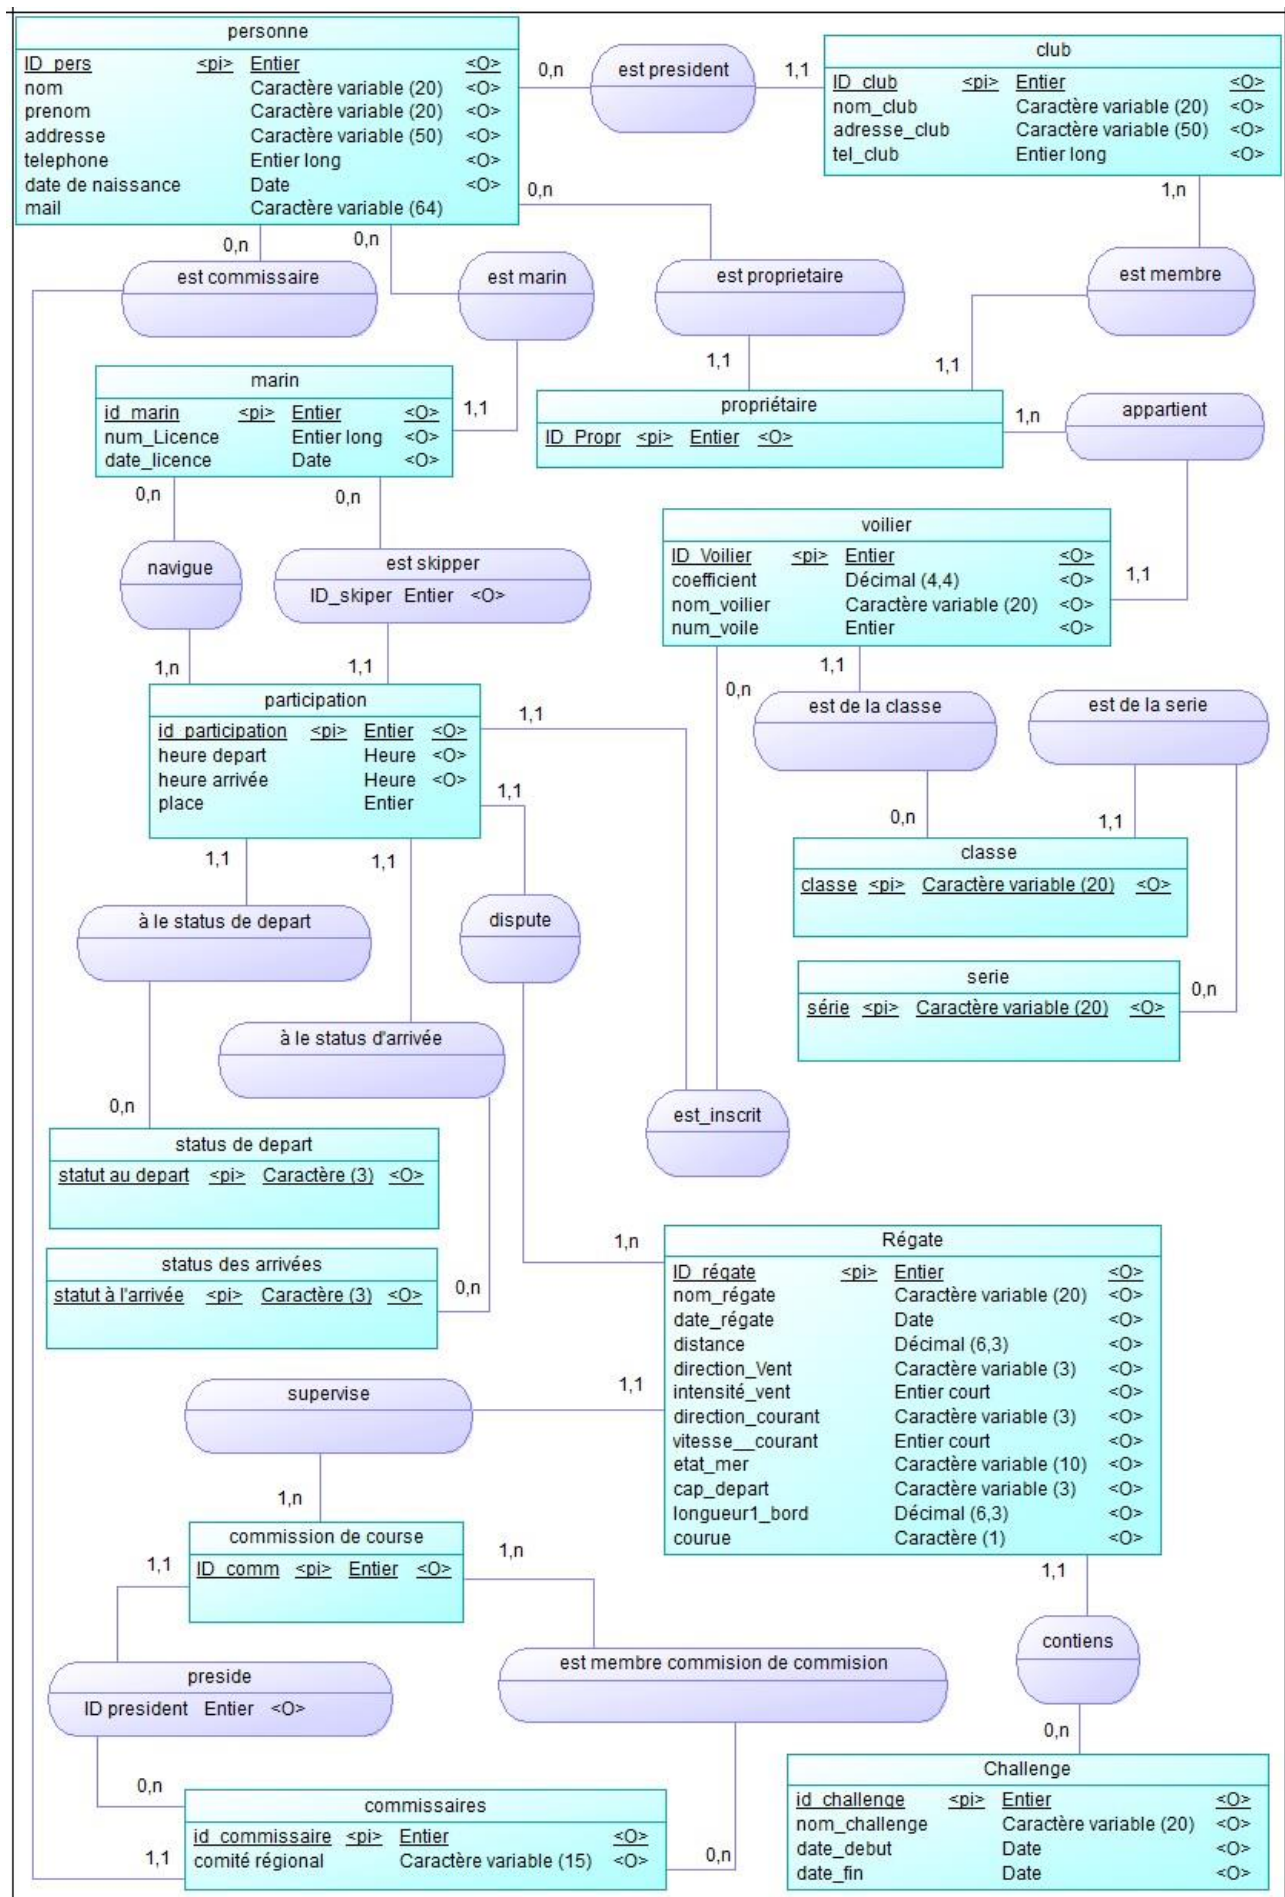 personne
ID_pers <pi> Entier <O>
nom Caractère variable (20) <O>
prenom Caractère variable (20) <O>
addresse Caractère variable (50) <O>
telephone Entier long <O>
date de naissance Date <O>
mail Caractère variable (64)
0,n
est president
1,1
club
ID_club <pi> Entier <O>
nom_club Caractère variable (20) <O>
adresse_club Caractère variable (50) <O>
tel_club Entier long <O>
0,n
1,n
0,n
0,n
est commissaire
est marin
est proprietaire
est membre
1,1
1,1
marin
id_marin <pi> Entier <O>
num_Licence Entier long <O>
date_licence Date <O>
1,1
propriétaire
ID_Propr <pi> Entier <O>
1,n
appartient
0,n
0,n
navigue
est skipper
ID_skiper Entier <O>
voilier
ID_Voilier <pi> Entier <O>
coefficient Décimal (4,4) <O>
nom_voilier Caractère variable (20) <O>
num_voile Entier <O>
1,1
1,n
1,1
1,1
0,n
participation
id_participation <pi> Entier <O>
heure depart Heure <O>
heure arrivée Heure <O>
place Entier
1,1
1,1
est de la classe
est de la serie
0,n
1,1
1,1
1,1
classe
classe <pi> Caractère variable (20) <O>
à le status de depart
dispute
serie
série <pi> Caractère variable (20) <O>
0,n
à le status d'arrivée
0,n
est_inscrit
status de depart
statut au depart <pi> Caractère (3) <O>
status des arrivées
statut à l'arrivée <pi> Caractère (3) <O>
0,n
1,n
Régate
ID_régate <pi> Entier <O>
nom_régate Caractère variable (20) <O>
date_régate Date <O>
distance Décimal (6,3) <O>
direction_Vent Caractère variable (3) <O>
intensité_vent Entier court <O>
direction_courant Caractère variable (3) <O>
vitesse__courant Entier court <O>
etat_mer Caractère variable (10) <O>
cap_depart Caractère variable (3) <O>
longueur1_bord Décimal (6,3) <O>
courue Caractère (1) <O>
supervise
1,1
1,n
commission de course
ID_comm <pi> Entier <O>
1,1
1,n
1,1
contiens
preside
ID president Entier <O>
est membre commision de commision
0,n
0,n
commissaires
id_commissaire <pi> Entier <O>
comité régional Caractère variable (15) <O>
1,1
0,n
Challenge
id_challenge <pi> Entier <O>
nom_challenge Caractère variable (20) <O>
date_debut Date <O>
date_fin Date <O>